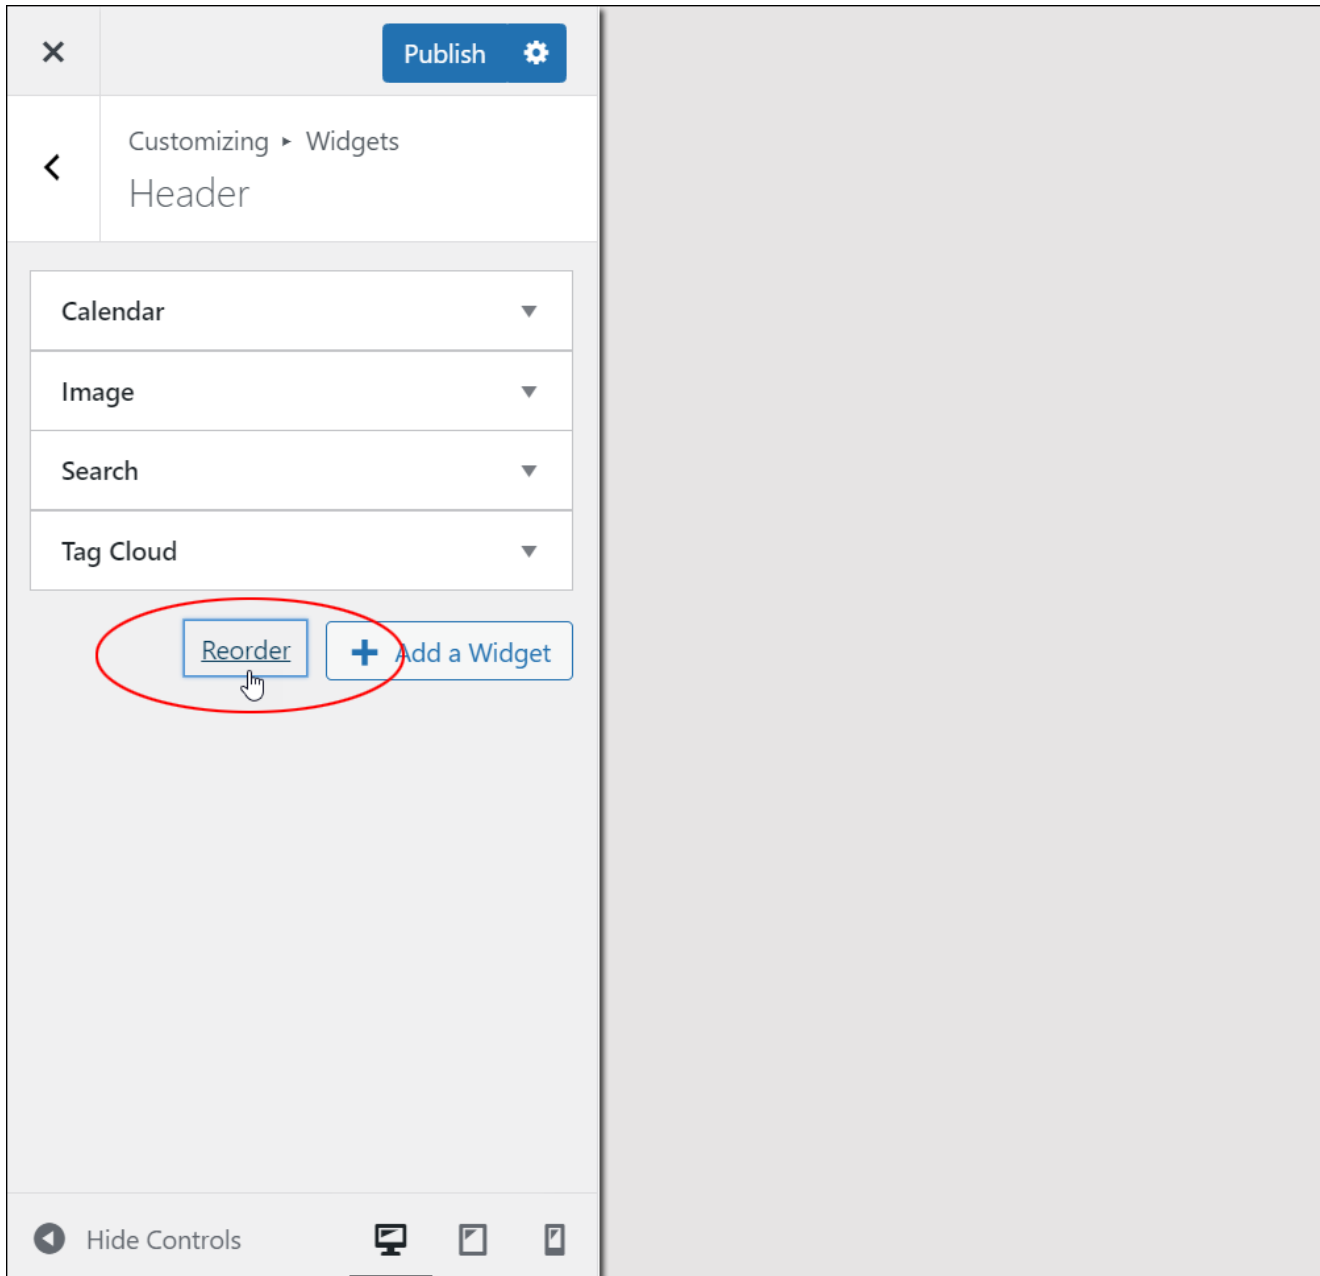 Publish
Customizing ▸ Widgets
Header
Calendar
Image
Search
Tag Cloud
Reorder
Add a Widget
Hide Controls